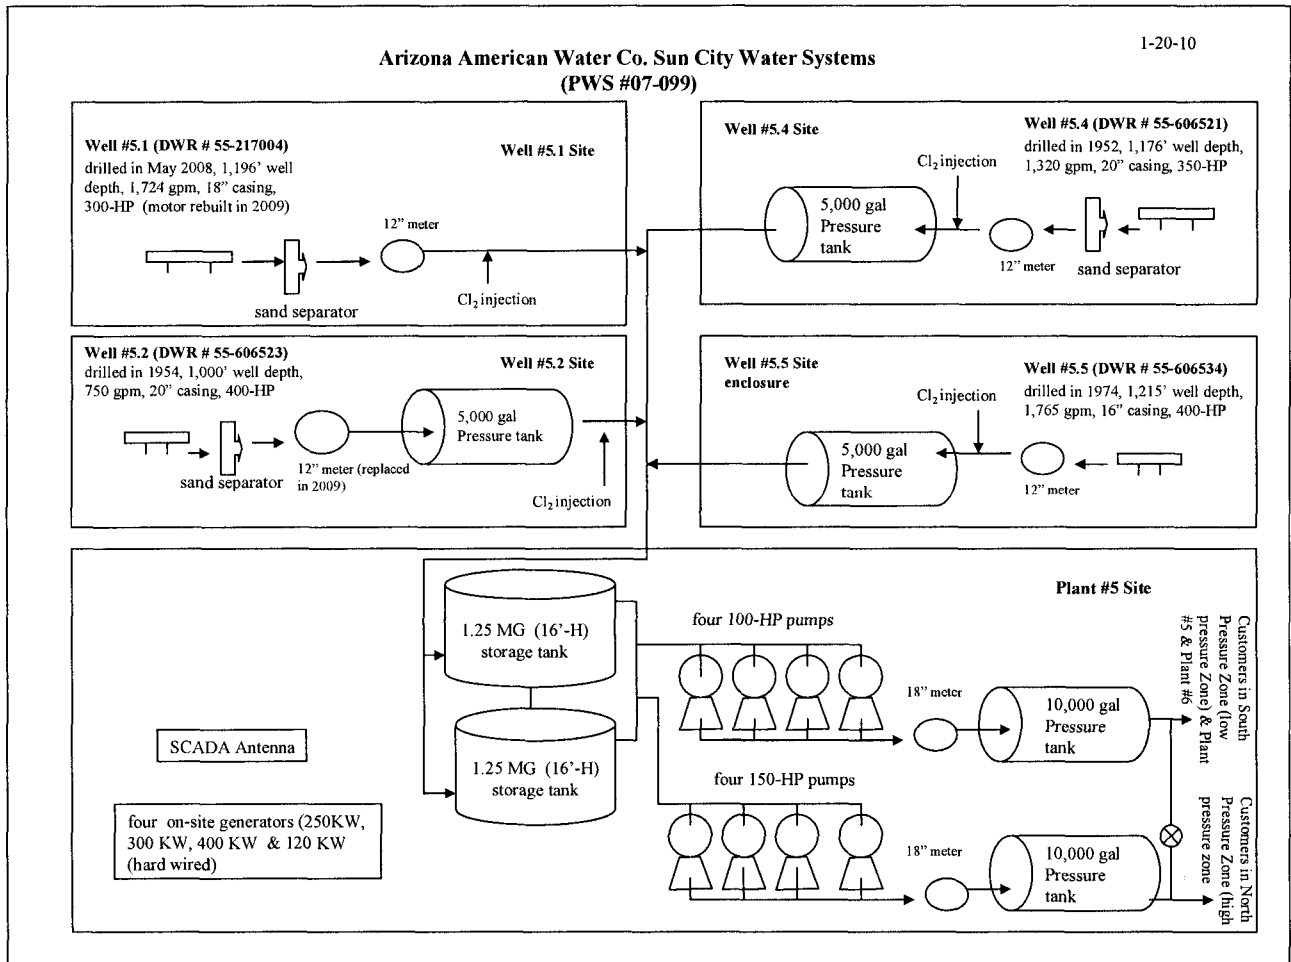 1-20-10
Arizona American Water Co. Sun City Water Systems
(PWS #07-099)
Well #5.1 (DWR # 55-217004)
drilled in May 2008, 1,196’ well
depth, 1,724 gpm, 18” casing,
300-HP (motor rebuilt in 2009)
Well #5.1 Site
12” meter
sand separator
Cl2 injection
Well #5.4 Site
Well #5.4 (DWR # 55-606521)
drilled in 1952, 1,176’ well depth,
1,320 gpm, 20” casing, 350-HP
Cl2 injection
5,000 gal
Pressure
tank
12” meter
sand separator
Well #5.2 (DWR # 55-606523)
drilled in 1954, 1,000’ well depth,
750 gpm, 20” casing, 400-HP
Well #5.2 Site
5,000 gal
Pressure tank
sand separator
12” meter (replaced
in 2009)
Cl2 injection
Well #5.5 Site
enclosure
Well #5.5 (DWR # 55-606534)
drilled in 1974, 1,215’ well depth,
1,765 gpm, 16” casing, 400-HP
Cl2 injection
5,000 gal
Pressure
tank
12” meter
Plant #5 Site
1.25 MG (16’-H)
storage tank
1.25 MG (16’-H)
storage tank
four 100-HP pumps
18” meter
10,000 gal
Pressure
tank
Customers in South
Pressure Zone (low
pressure Zone) & Plant
#5 & Plant #6
four 150-HP pumps
18” meter
10,000 gal
Pressure
tank
Customers in North
Pressure Zone (high
pressure zone
SCADA Antenna
four on-site generators (250KW,
300 KW, 400 KW & 120 KW
(hard wired)